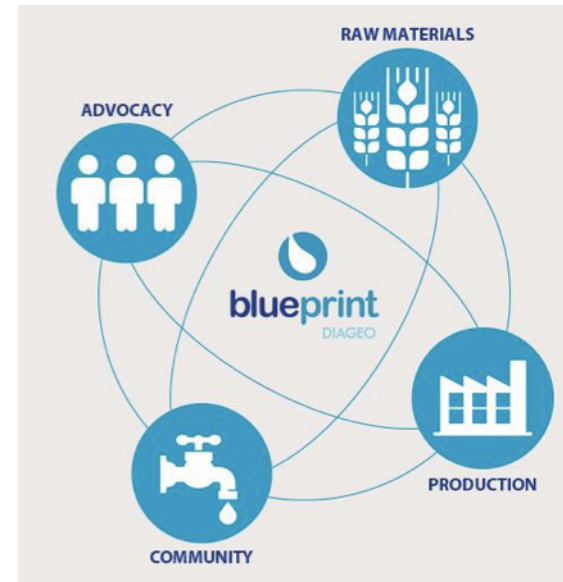 RAW MATERIALS
ADVOCACY
blueprint
DIAGEO
PRODUCTION
COMMUNITY